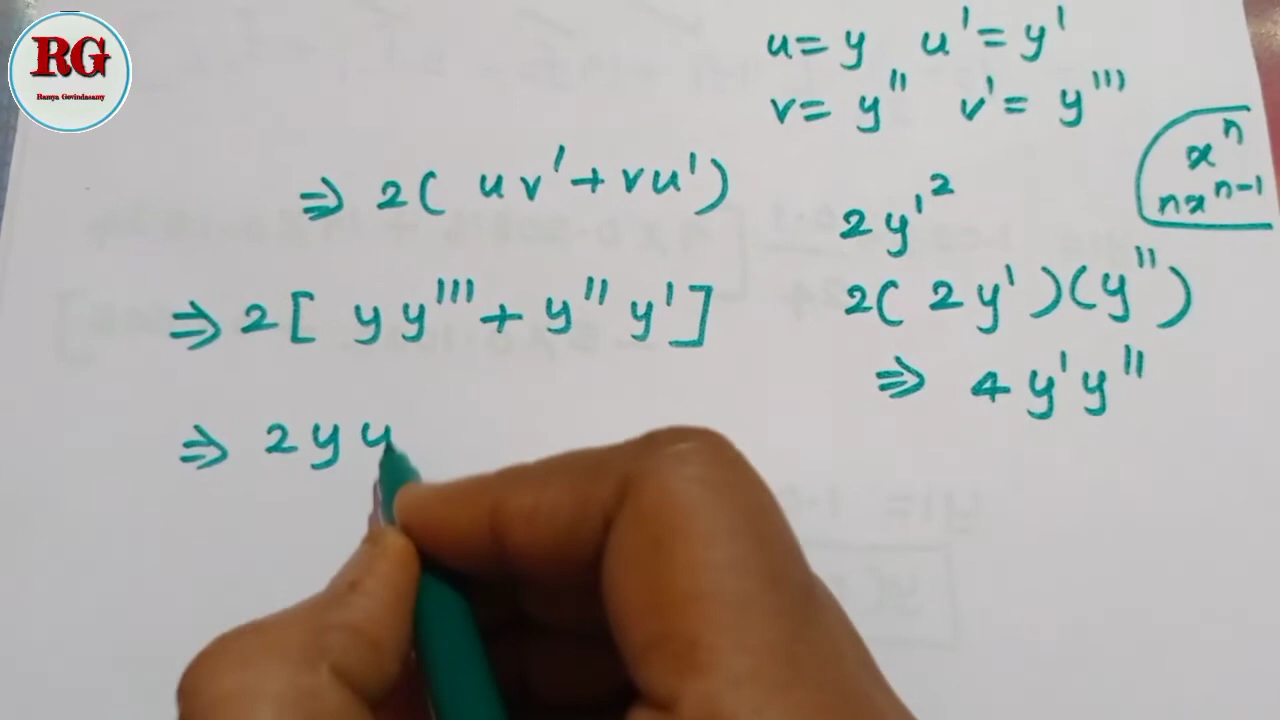 RG
Ramya Govindasamy
u = y u' = y'
v = y'' v' = y'''
x^n
nx^{n-1}
⇒ 2( uv' + vu' )
2y'^2
⇒ 2[ yy''' + y'' y' ]
2( 2y' )( y'' )
⇒ 4y'y''
⇒ 2yy